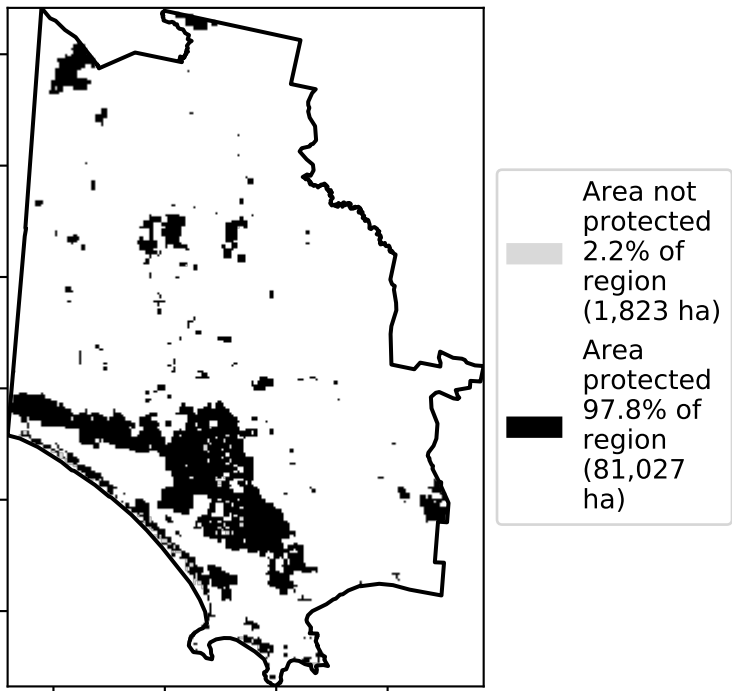 Area not
protected
2.2% of
region
(1,823 ha)
Area
protected
97.8% of
region
(81,027
ha)